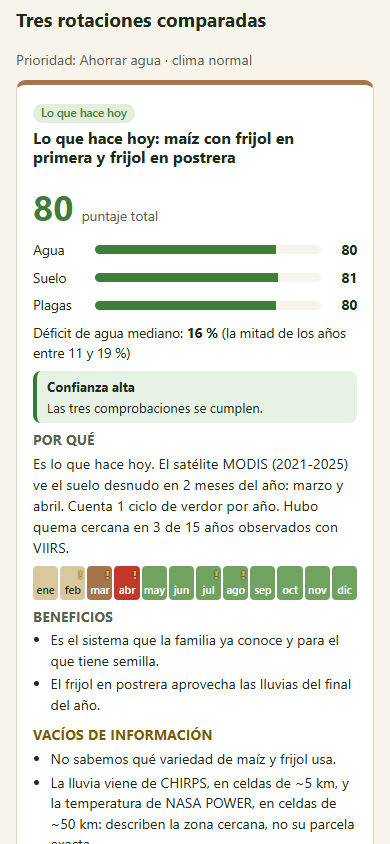 Tres rotaciones comparadas
Prioridad: Ahorrar agua · clima normal
Lo que hace hoy
Lo que hace hoy: maíz con frijol en
primera y frijol en postrera
80 puntaje total
Agua 80
Suelo 81
Plagas 80
Déficit de agua mediano: 16 % (la mitad de los años
entre 11 y 19 %)
Confianza alta
Las tres comprobaciones se cumplen.
POR QUÉ
Es lo que hace hoy. El satélite MODIS (2021-2025)
ve el suelo desnudo en 2 meses del año: marzo y
abril. Cuenta 1 ciclo de verdor por año. Hubo
quema cercana en 3 de 15 años observados con
VIIRS.
ene feb ! mar ! abr may jun jul ! ago ! sep oct nov dic
BENEFICIOS
• Es el sistema que la familia ya conoce y para el
que tiene semilla.
• El frijol en postrera aprovecha las lluvias del final
del año.
VACÍOS DE INFORMACIÓN
• No sabemos qué variedad de maíz y frijol usa.
• La lluvia viene de CHIRPS, en celdas de ~5 km, y
la temperatura de NASA POWER, en celdas de
~50 km: describen la zona cercana, no su parcela